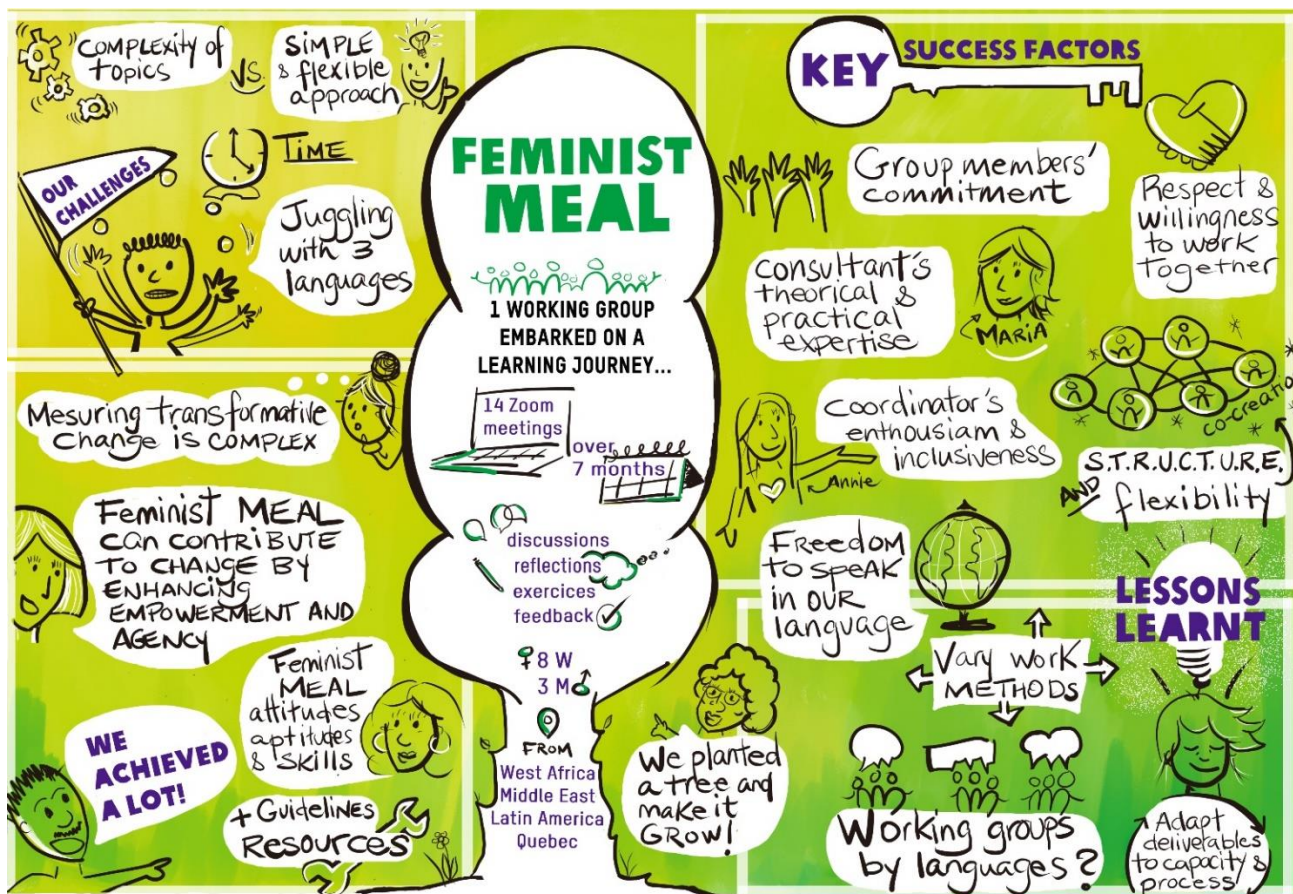 COMPLEXITY of
topics
VS.
SIMPLE
& flexible
approach
OUR
CHALLENGES
TIME
Juggling
with 3
languages
Mesuring transformative
change is COMPLEX
Feminist MEAL
can CONTRIBUTE
TO CHANGE BY
ENHANCING
EMPOWERMENT AND
AGENCY
Feminist
MEAL
attitudes
aptitudes
& SKILLS
WE
ACHIEVED
A LOT!
+ Guidelines
Resources
FEMINIST
MEAL
1 WORKING GROUP
EMBARKED ON A
LEARNING JOURNEY...
14 Zoom
meetings
over
7 months
discussions
reflections
exercices
feedback
8 W
3 M
FROM
West Africa
Middle East
Latin America
Quebec
We planted
a tree and
make it
GROW!
KEY
SUCCESS FACTORS
Group members'
commitment
Respect &
willingness
to work
together
consultant's
theorical &
practical
expertise
MARIA
Coordinator's
enthousiam &
inclusiveness
Annie
co-creation
S.T.R.U.C.T.U.R.E.
AND
flexibility
Freedom
to speak
in our
language
LESSONS
LEARNT
Vary work
METHODS
Working groups
by languages?
Adapt
deliverables
to capacity &
process